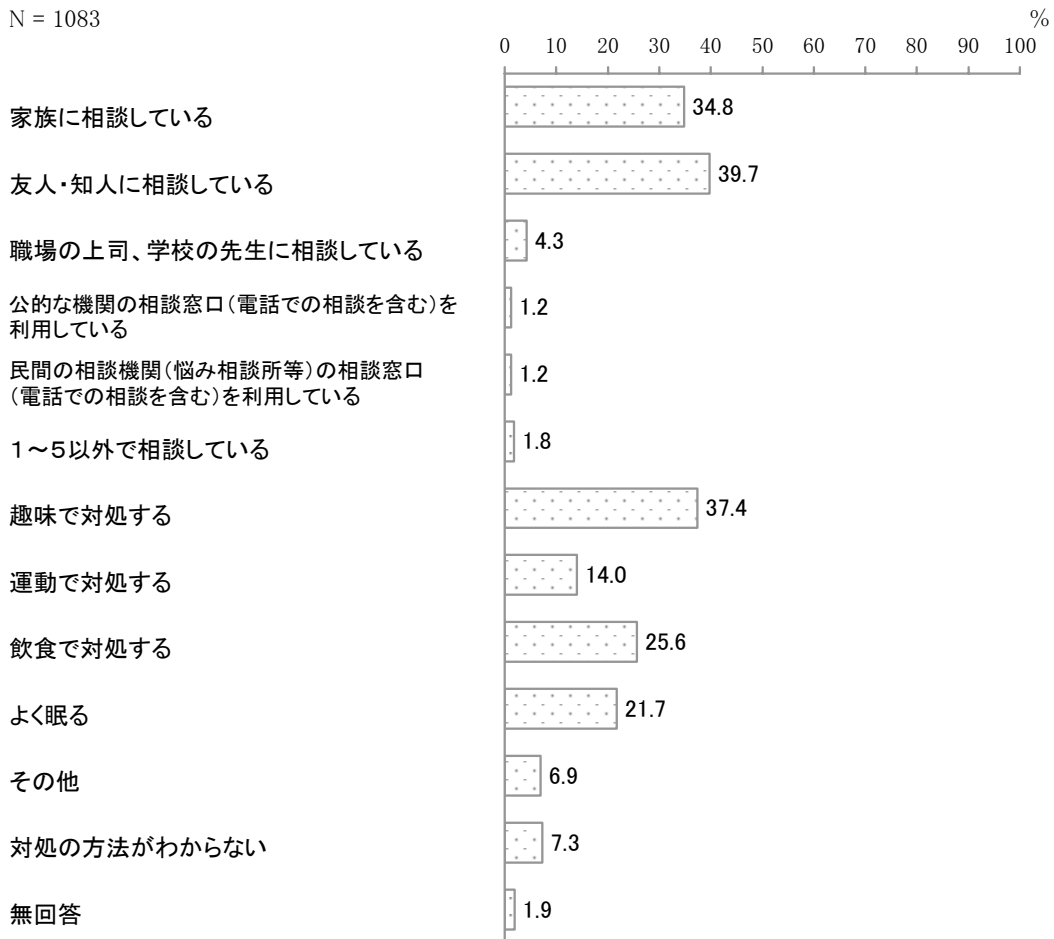 N = 1083
%
0 10 20 30 40 50 60 70 80 90 100
家族に相談している 34.8
友人・知人に相談している 39.7
職場の上司、学校の先生に相談している 4.3
公的な機関の相談窓口(電話での相談を含む)を
利用している 1.2
民間の相談機関(悩み相談所等)の相談窓口
(電話での相談を含む)を利用している 1.2
１～５以外で相談している 1.8
趣味で対処する 37.4
運動で対処する 14.0
飲食で対処する 25.6
よく眠る 21.7
その他 6.9
対処の方法がわからない 7.3
無回答 1.9